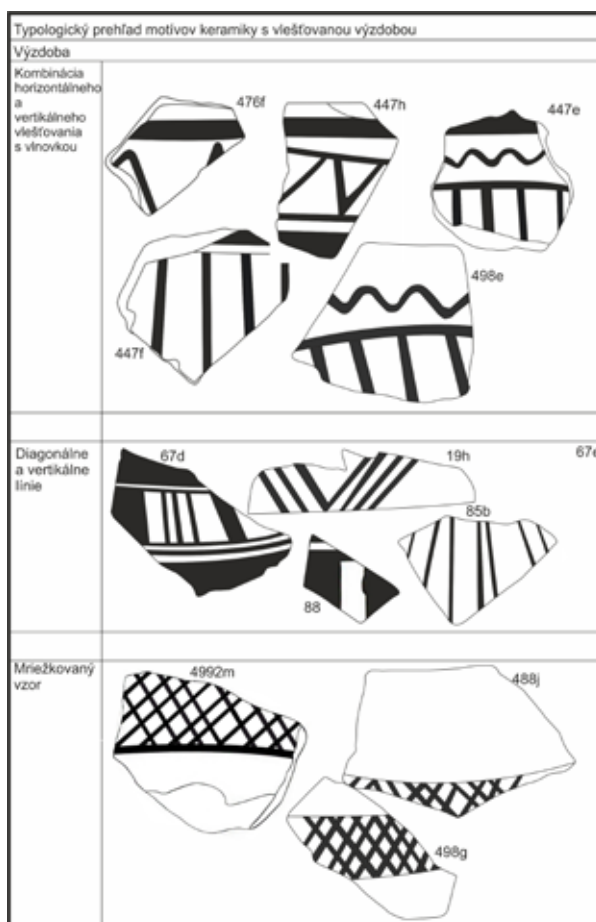 Typologický prehľad motívov keramiky s vlešťovanou výzdobou
Výzdoba
Kombinácia
horizontálneho
a
vertikálneho
vlešťovania
s vlnovkou
476f
447h
447e
447f
498e
Diagonálne
a vertikálne
línie
67d
19h
67e
85b
88
Mriežkovaný
vzor
4992m
488j
498g